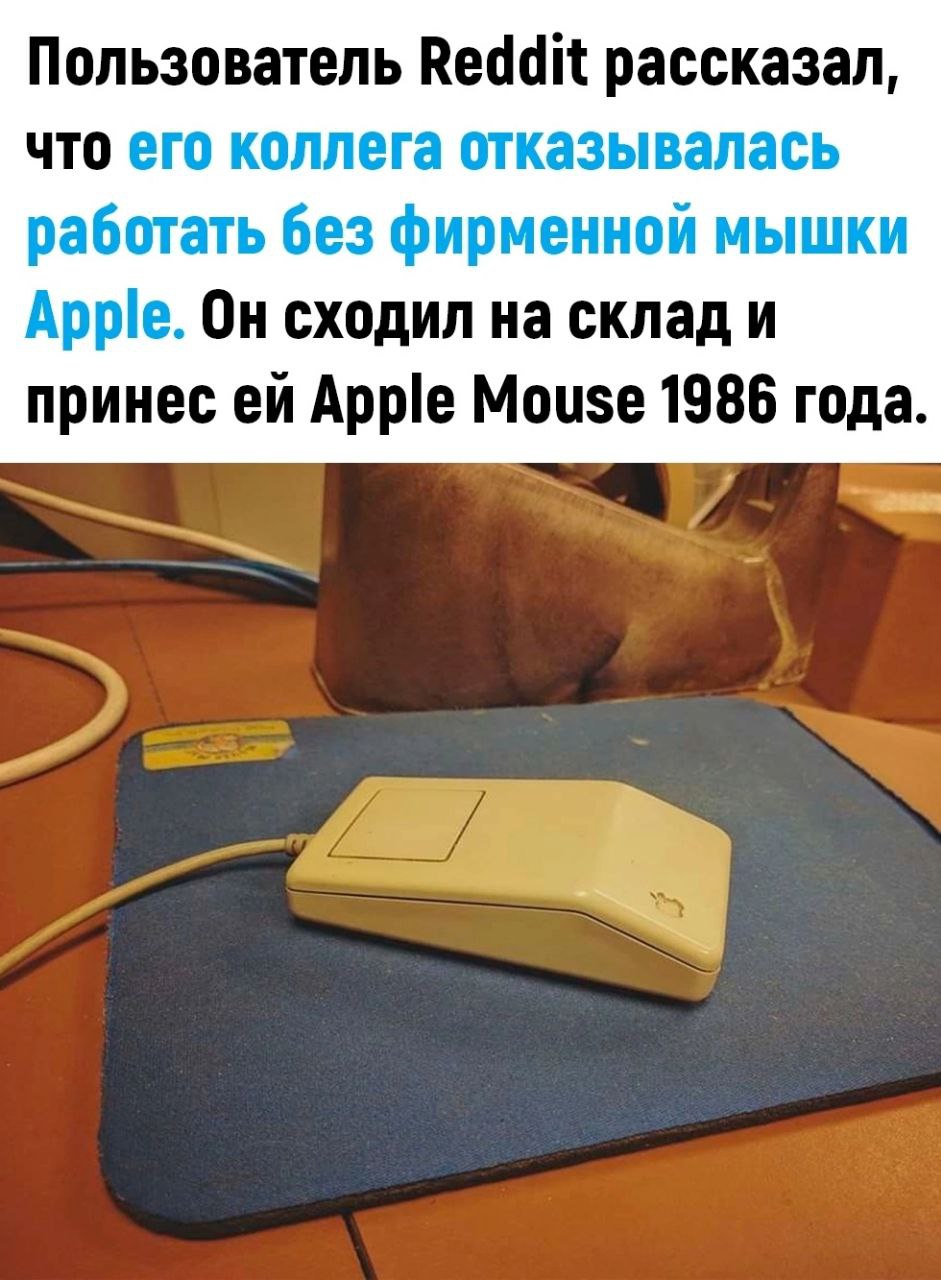 Пользователь Reddit рассказал,
что его коллега отказывалась
работать без фирменной мышки
Apple. Он сходил на склад и
принес ей Apple Mouse 1986 года.